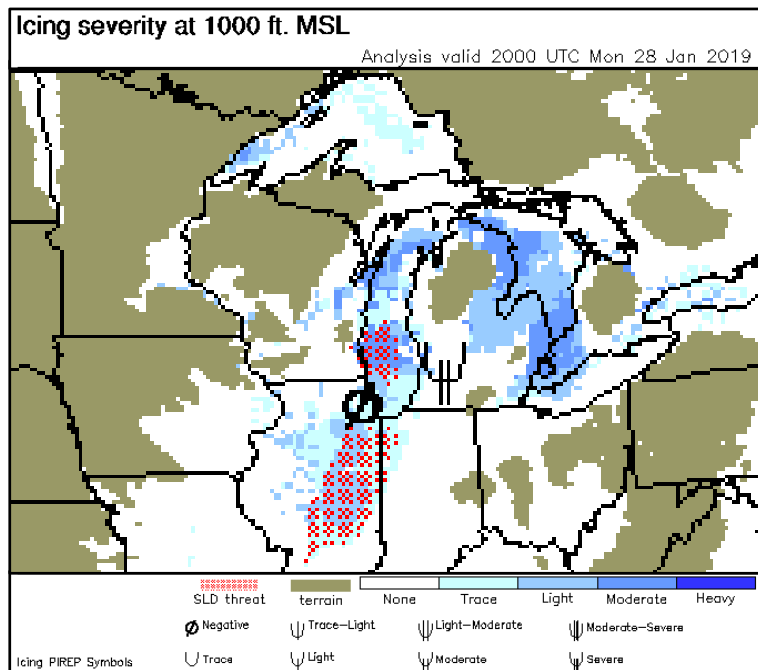 Icing severity at 1000 ft. MSL
Analysis valid 2000 UTC Mon 28 Jan 2019
SLD threat terrain None Trace Light Moderate Heavy
Negative Trace-Light Light-Moderate Moderate-Severe
Icing PIREP Symbols Trace Light Moderate Severe